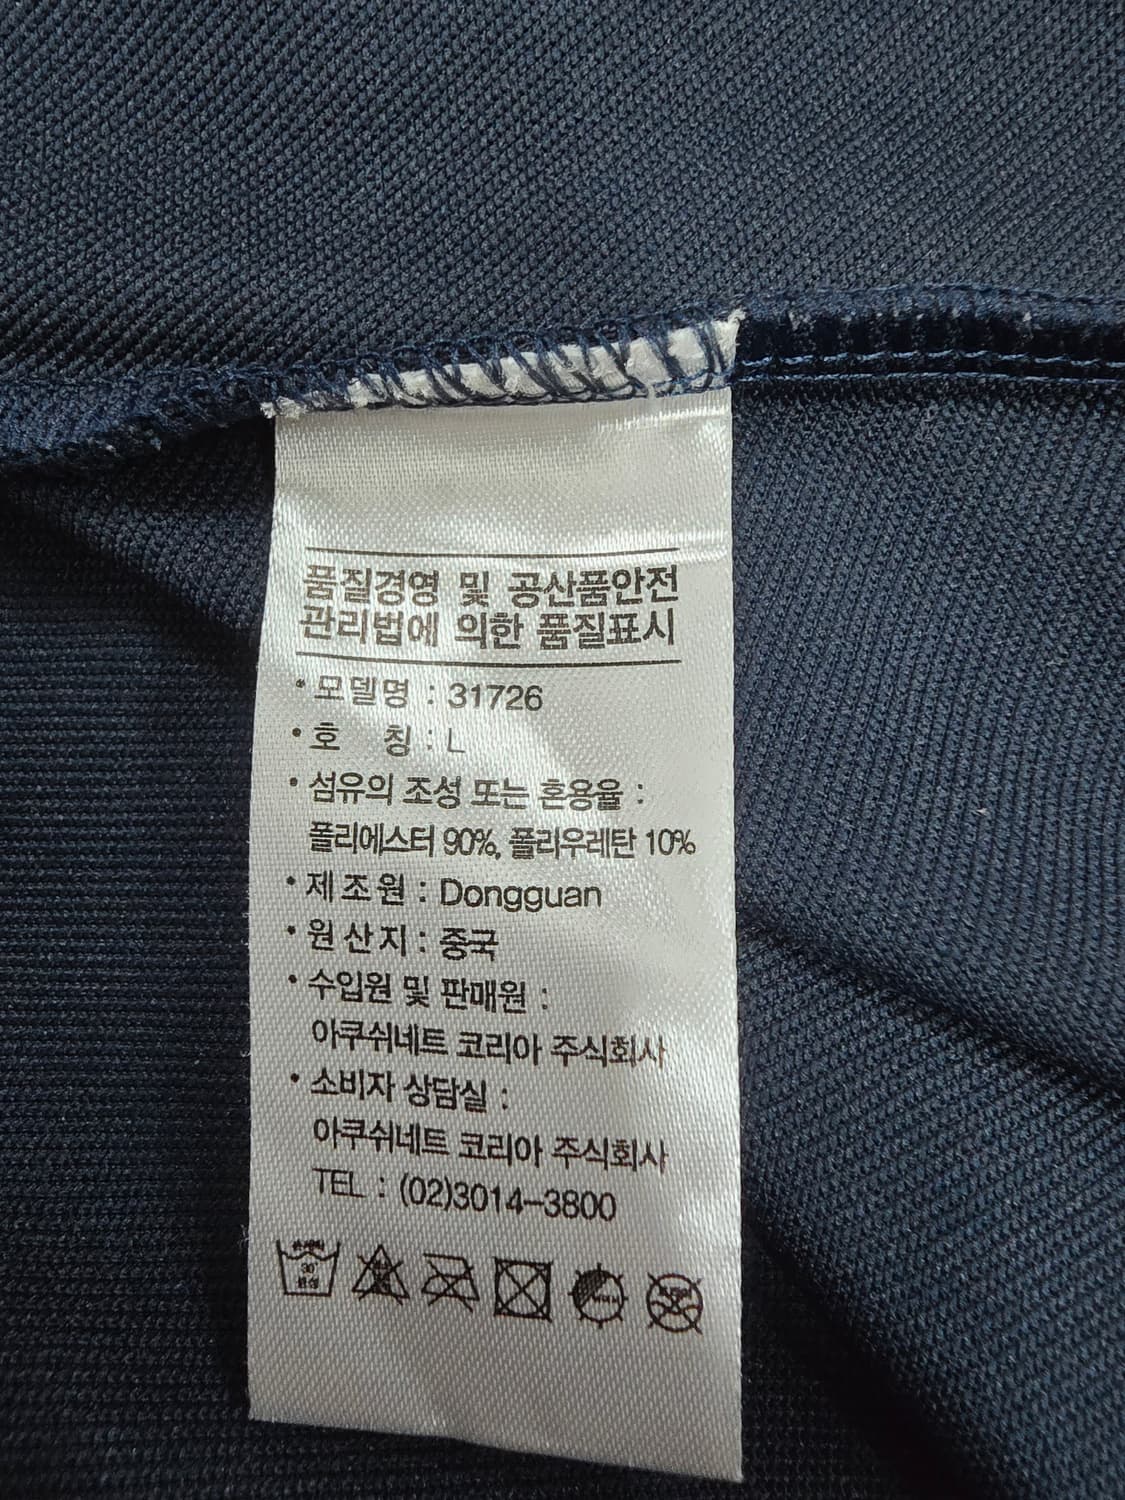 품질경영 및 공산품안전
관리법에 의한 품질표시
• 모델명 : 31726
• 호 칭 : L
• 섬유의 조성 또는 혼용율 :
폴리에스터 90%, 폴리우레탄 10%
• 제조원 : Dongguan
• 원산지 : 중국
• 수입원 및 판매원 :
아쿠쉬네트 코리아 주식회사
• 소비자 상담실 :
아쿠쉬네트 코리아 주식회사
TEL : (02)3014-3800
30